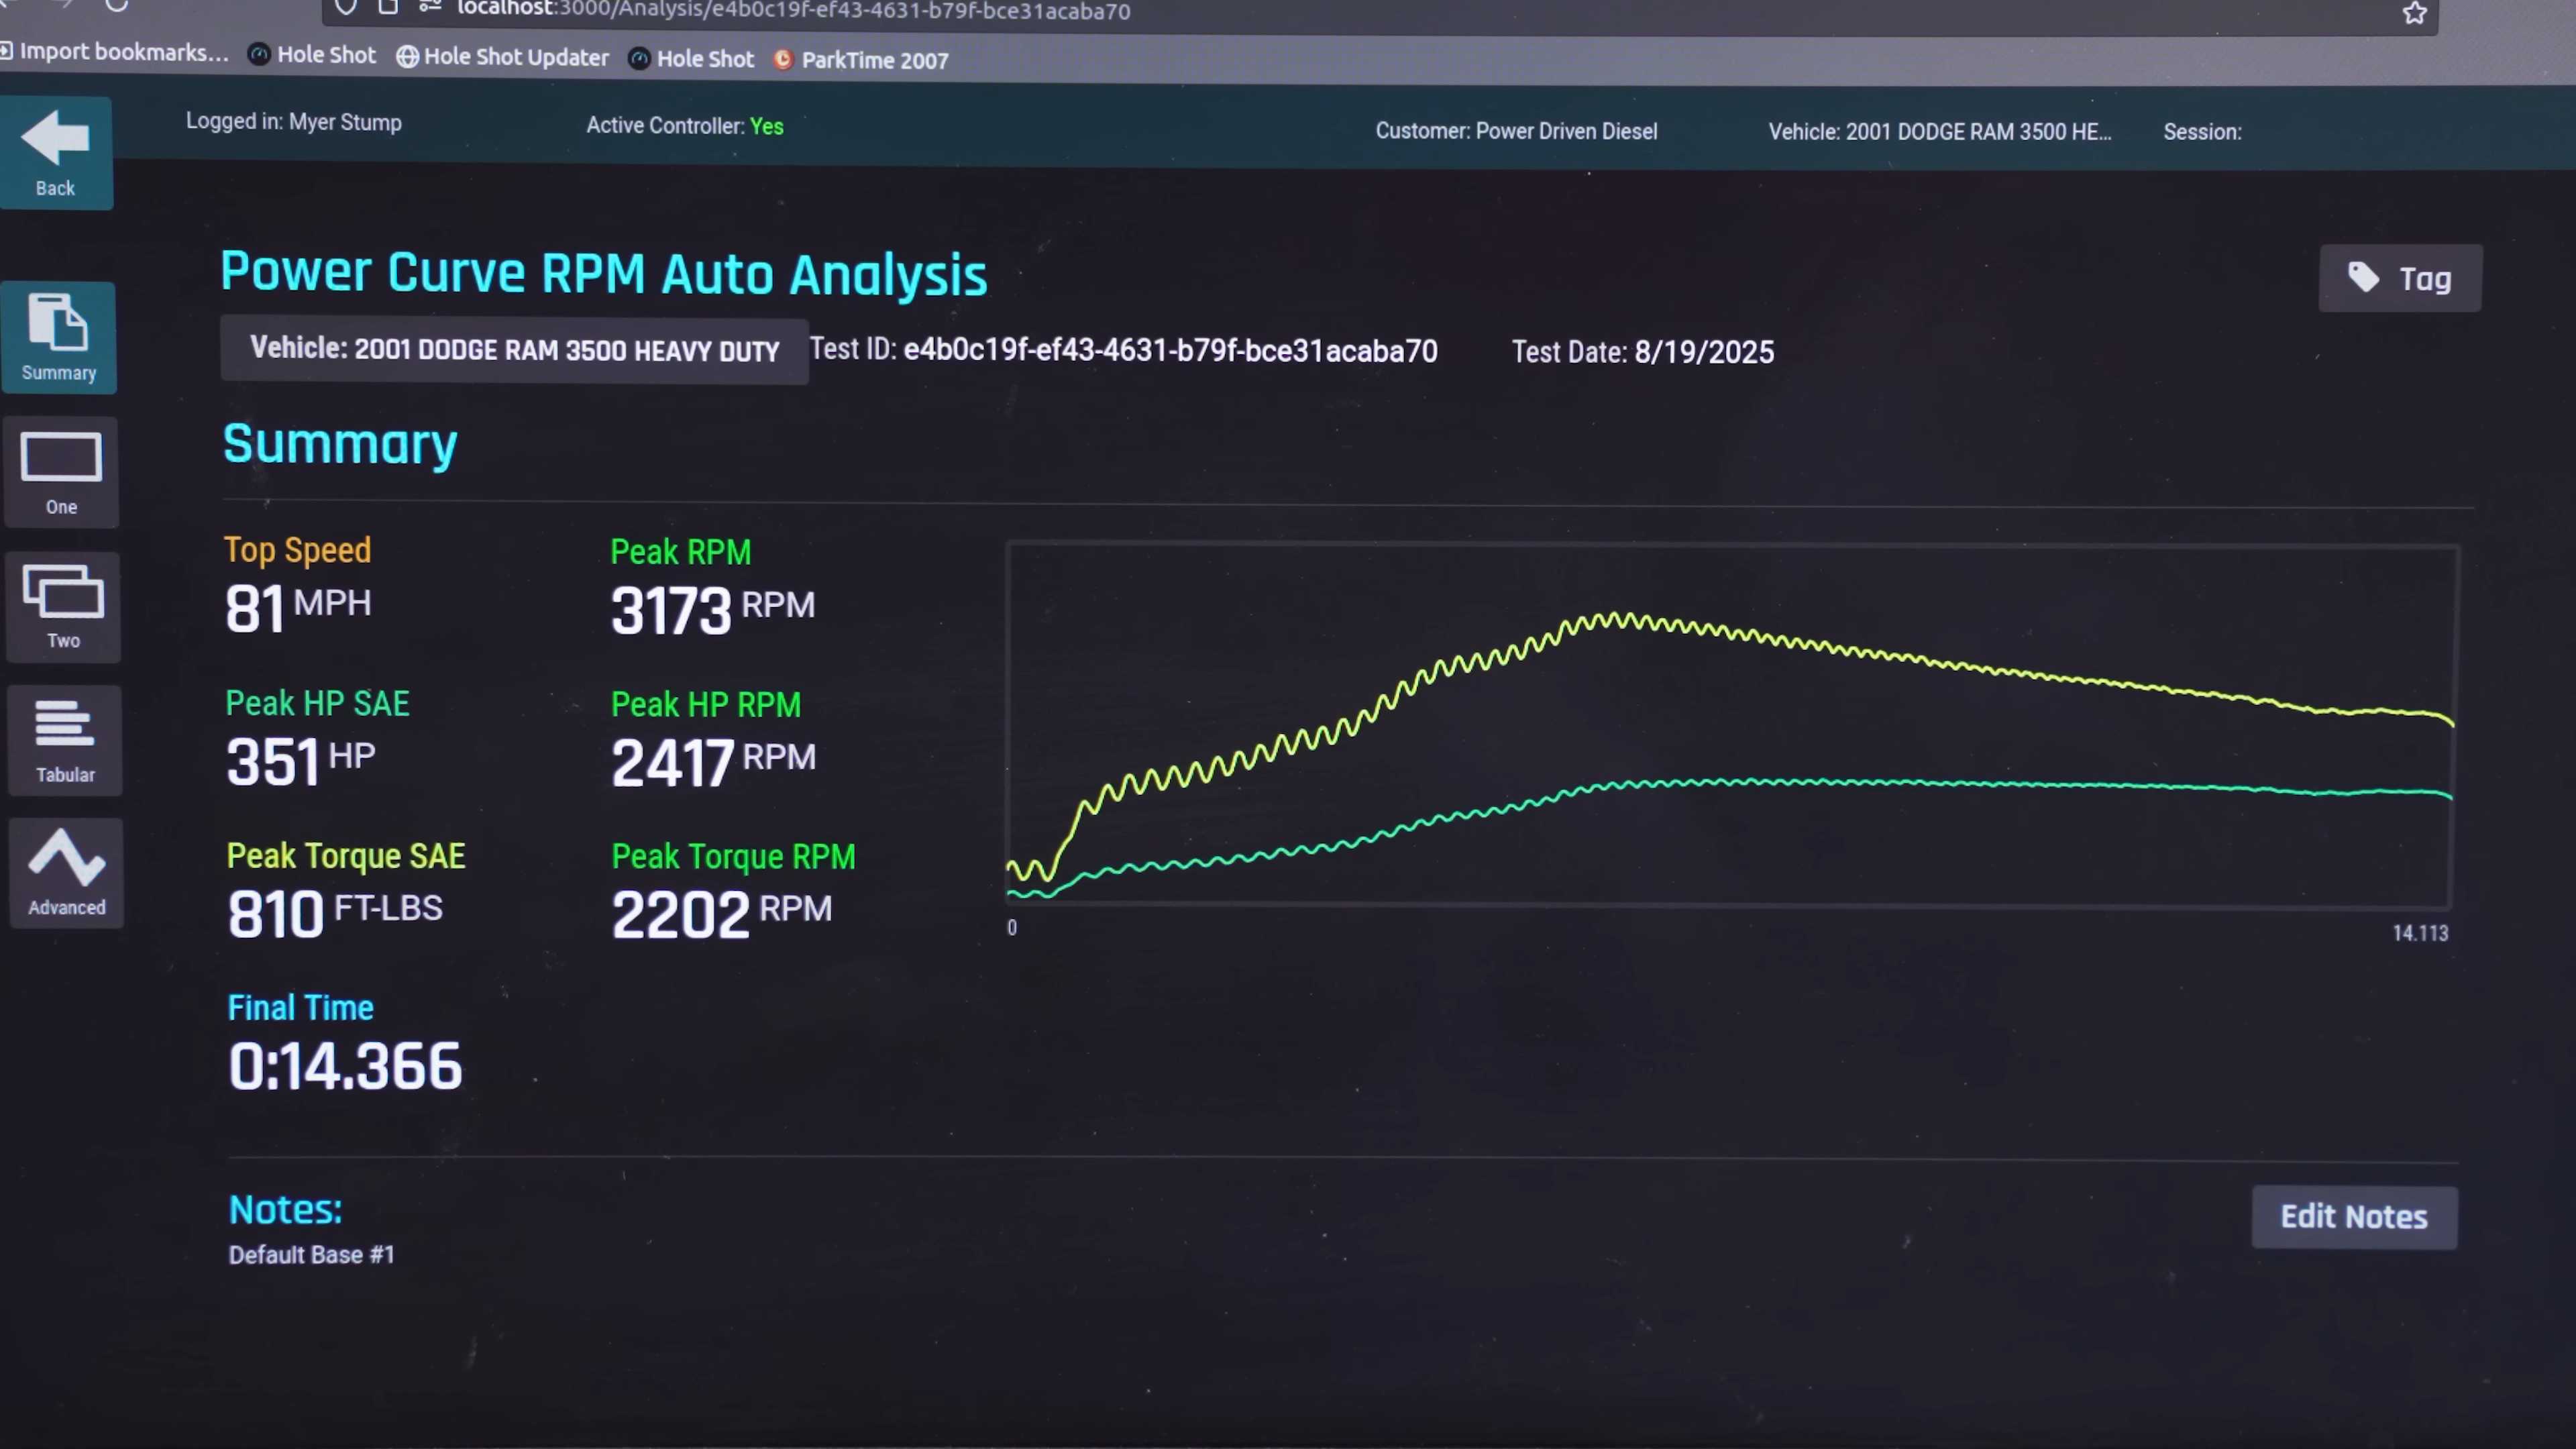 localhost:3000/Analysis/e4b0c19f-ef43-4631-b79f-bce31acaba70
Import bookmarks... Hole Shot Hole Shot Updater Hole Shot ParkTime 2007
Logged in: Myer Stump Active Controller: Yes Customer: Power Driven Diesel Vehicle: 2001 DODGE RAM 3500 HE... Session:
Back
Power Curve RPM Auto Analysis
Tag
Vehicle: 2001 DODGE RAM 3500 HEAVY DUTY Test ID: e4b0c19f-ef43-4631-b79f-bce31acaba70 Test Date: 8/19/2025
Summary
Summary
One
Two
Tabular
Advanced
Top Speed
81 MPH
Peak RPM
3173 RPM
Peak HP SAE
351 HP
Peak HP RPM
2417 RPM
Peak Torque SAE
810 FT-LBS
Peak Torque RPM
2202 RPM
Final Time
0:14.366
0 14.113
Notes:
Default Base #1
Edit Notes